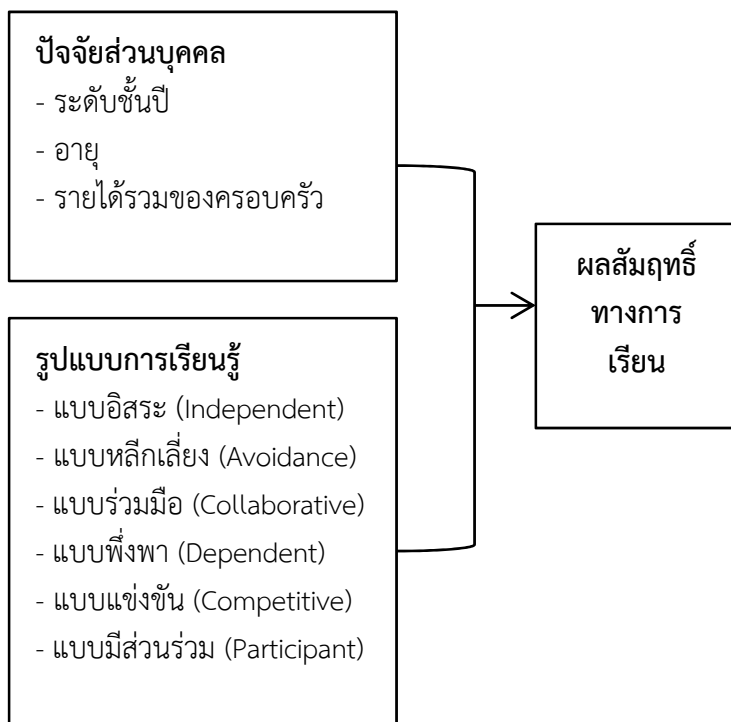 ปัจจัยส่วนบุคคล
- ระดับชั้นปี
- อายุ
- รายได้รวมของครอบครัว
รูปแบบการเรียนรู้
- แบบอิสระ (Independent)
- แบบหลีกเลี่ยง (Avoidance)
- แบบร่วมมือ (Collaborative)
- แบบพึ่งพา (Dependent)
- แบบแข่งขัน (Competitive)
- แบบมีส่วนร่วม (Participant)
ผลสัมฤทธิ์
ทางการ
เรียน